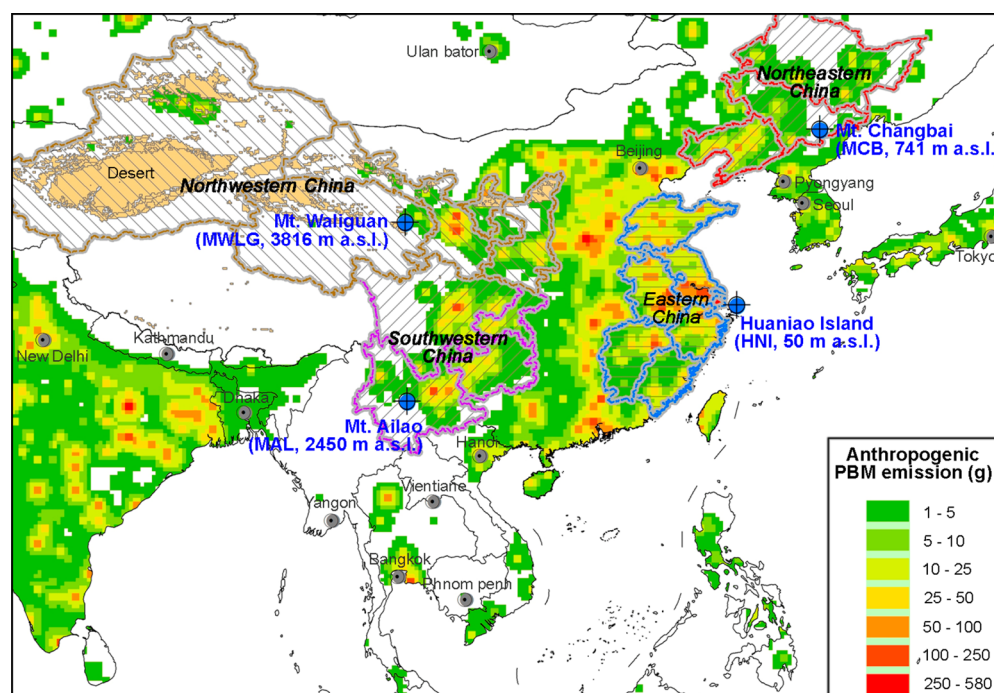 Ulan bator
Northeastern
China
Mt. Changbai
(MCB, 741 m a.s.l.
Beijing
Desert
Northwestern China
Pyongyang
Seoul
Mt. Waliguan
(MWLG, 3816 m a.s.l.)
Tokyo
Eastern
China
Huaniao Island
(HNI, 50 m a.s.l.)
Southwestern
China
Kathmandu
New Delhi
Dhaka
Mt. Ailao
(MAL, 2450 m a.s.l.)
Hanoi
Vientiane
Yangon
Bangkok
Phnom penh
Anthropogenic
PBM emission (g)
1 - 5
5 - 10
10 - 25
25 - 50
50 - 100
100 - 250
250 - 580